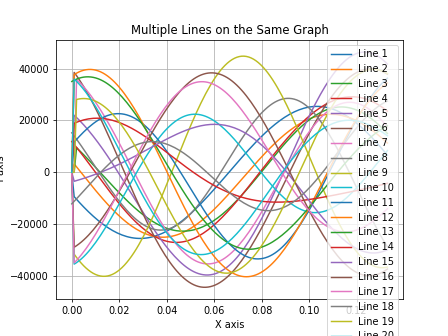 Multiple Lines on the Same Graph
40000
20000
0
−20000
−40000
0.00
0.02
0.04
0.06
0.08
0.10
X axis
Line 1
Line 2
Line 3
Line 4
Line 5
Line 6
Line 7
Line 8
Line 9
Line 10
Line 11
Line 12
Line 13
Line 14
Line 15
Line 16
Line 17
Line 18
Line 19
Line 20